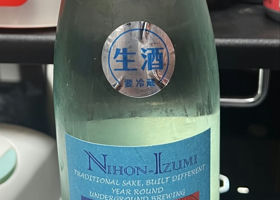 生酒
要冷蔵
NIHON-IZUMI
TRADITIONAL SAKE, BUILT DIFFERENT
YEAR ROUND
UNDERGROUND BREWING